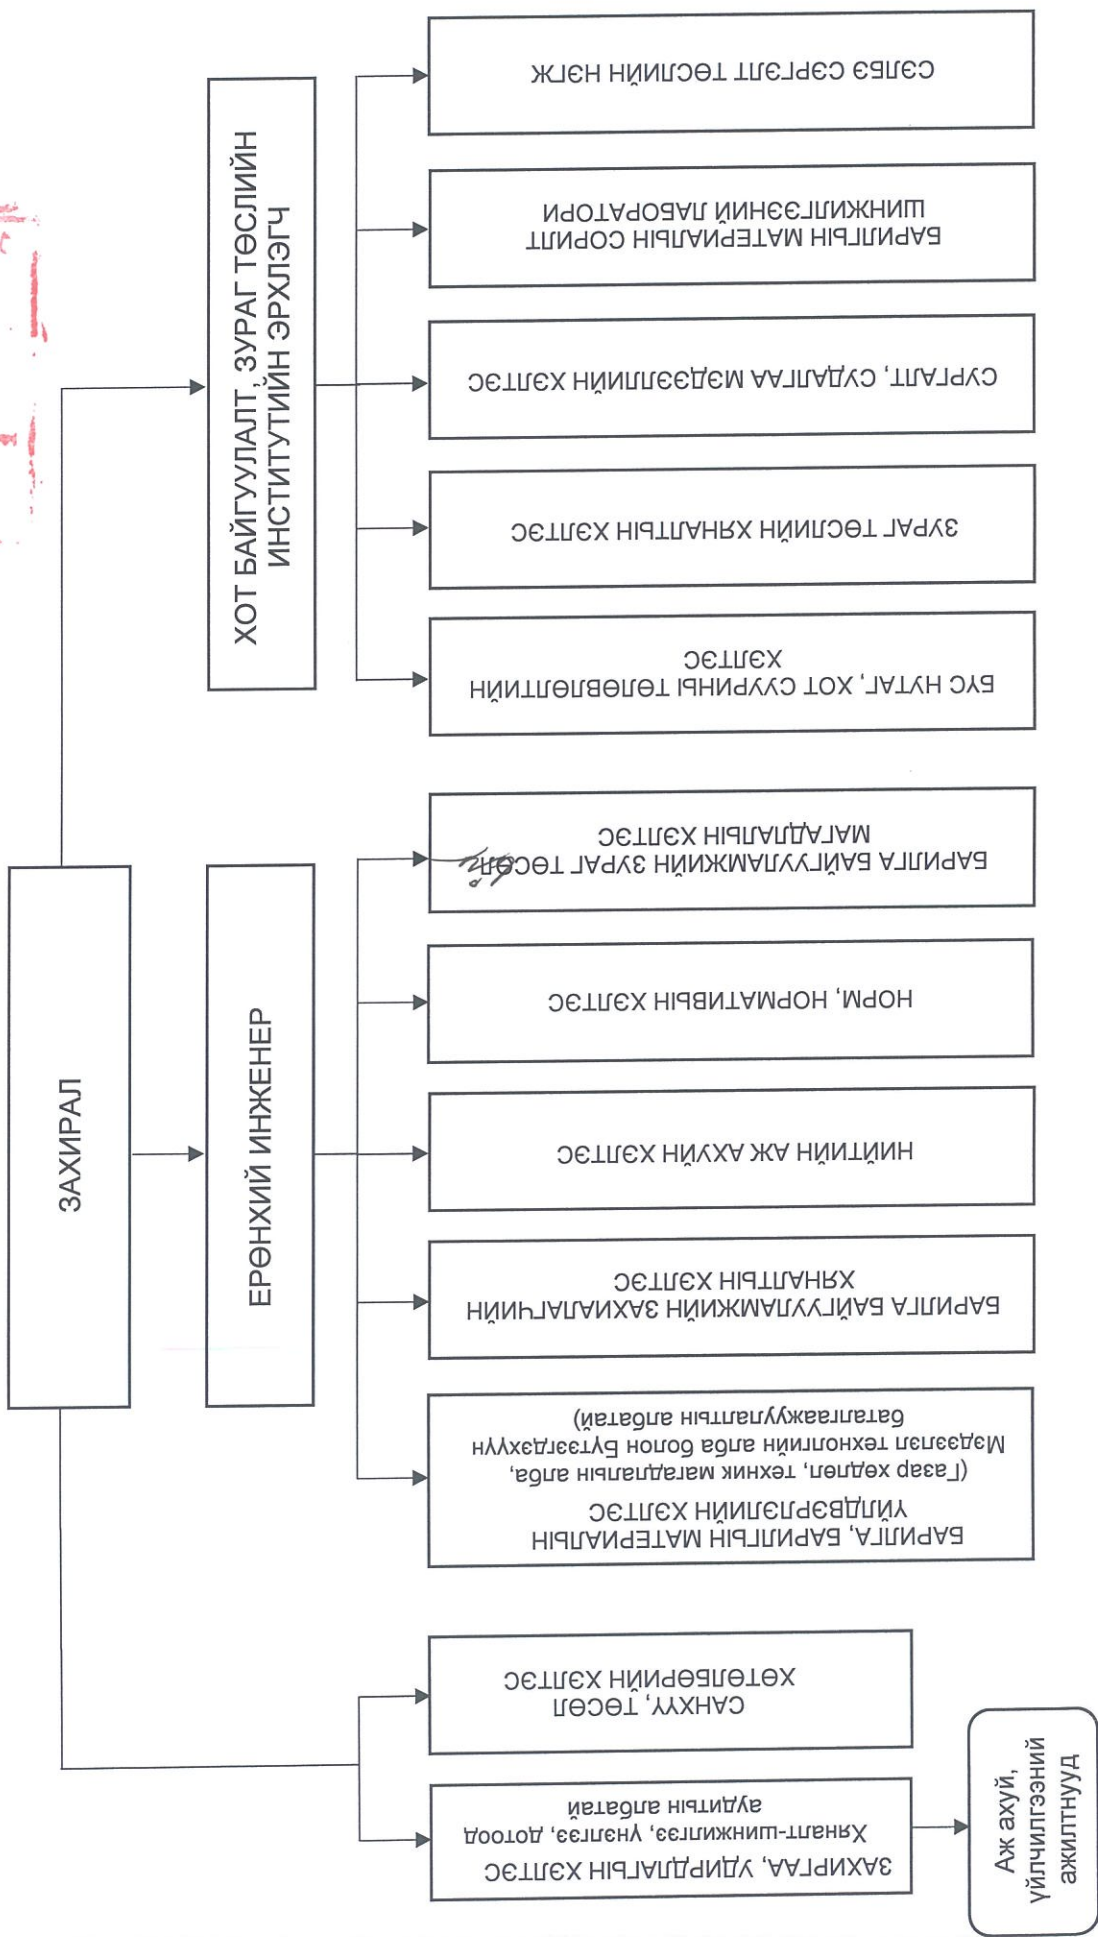 ЗАХИРАЛ
ЕРӨНХИЙ ИНЖЕНЕР
ХОТ БАЙГУУЛАЛТ, ЗУРАГ ТӨСЛИЙН
ИНСТИТУТИЙН ЭРХЛЭГЧ
ЗАХИРГАА, УДИРДЛАГЫН ХЭЛТЭС
Хяналт-шинжилгээ, үнэлгээ, дотоод
аудитын албатай
САНХҮҮ, ТӨСӨЛ
ХӨТӨЛБӨРИЙН ХЭЛТЭС
БАРИЛГА, БАРИЛГЫН МАТЕРИАЛЫН
ҮЙЛДВЭРЛЭЛИЙН ХЭЛТЭС
(Газар хөдлөл, техник магадлалын алба,
Мэдээлэл технолгийн алба болон Бүтээгдэхүүн
баталгаажуулалтын албатай)
БАРИЛГА БАЙГУУЛАМЖИЙН ЗАХИАЛАГЧИЙН
ХЯНАЛТЫН ХЭЛТЭС
НИЙТИЙН АЖ АХУЙН ХЭЛТЭС
НОРМ, НОРМАТИВЫН ХЭЛТЭС
БАРИЛГА БАЙГУУЛАМЖИЙН ЗУРАГ ТӨСӨЛ
МАГАДЛАЛЫН ХЭЛТЭС
БҮС НУТАГ, ХОТ СУУРИНЫ ТӨЛӨВЛӨЛТИЙН
ХЭЛТЭС
ЗУРАГ ТӨСЛИЙН ХЯНАЛТЫН ХЭЛТЭС
СУРГАЛТ, СУДАЛГАА МЭДЭЭЛЛИЙН ХЭЛТЭС
БАРИЛГЫН МАТЕРИАЛЫН СОРИЛТ
ШИНЖИЛГЭЭНИЙ ЛАБОРАТОРИ
СЭЛБЭ СЭРГЭЛТ ТӨСЛИЙН НЭГЖ
Аж ахуй,
үйлчилгээний
ажилтнууд